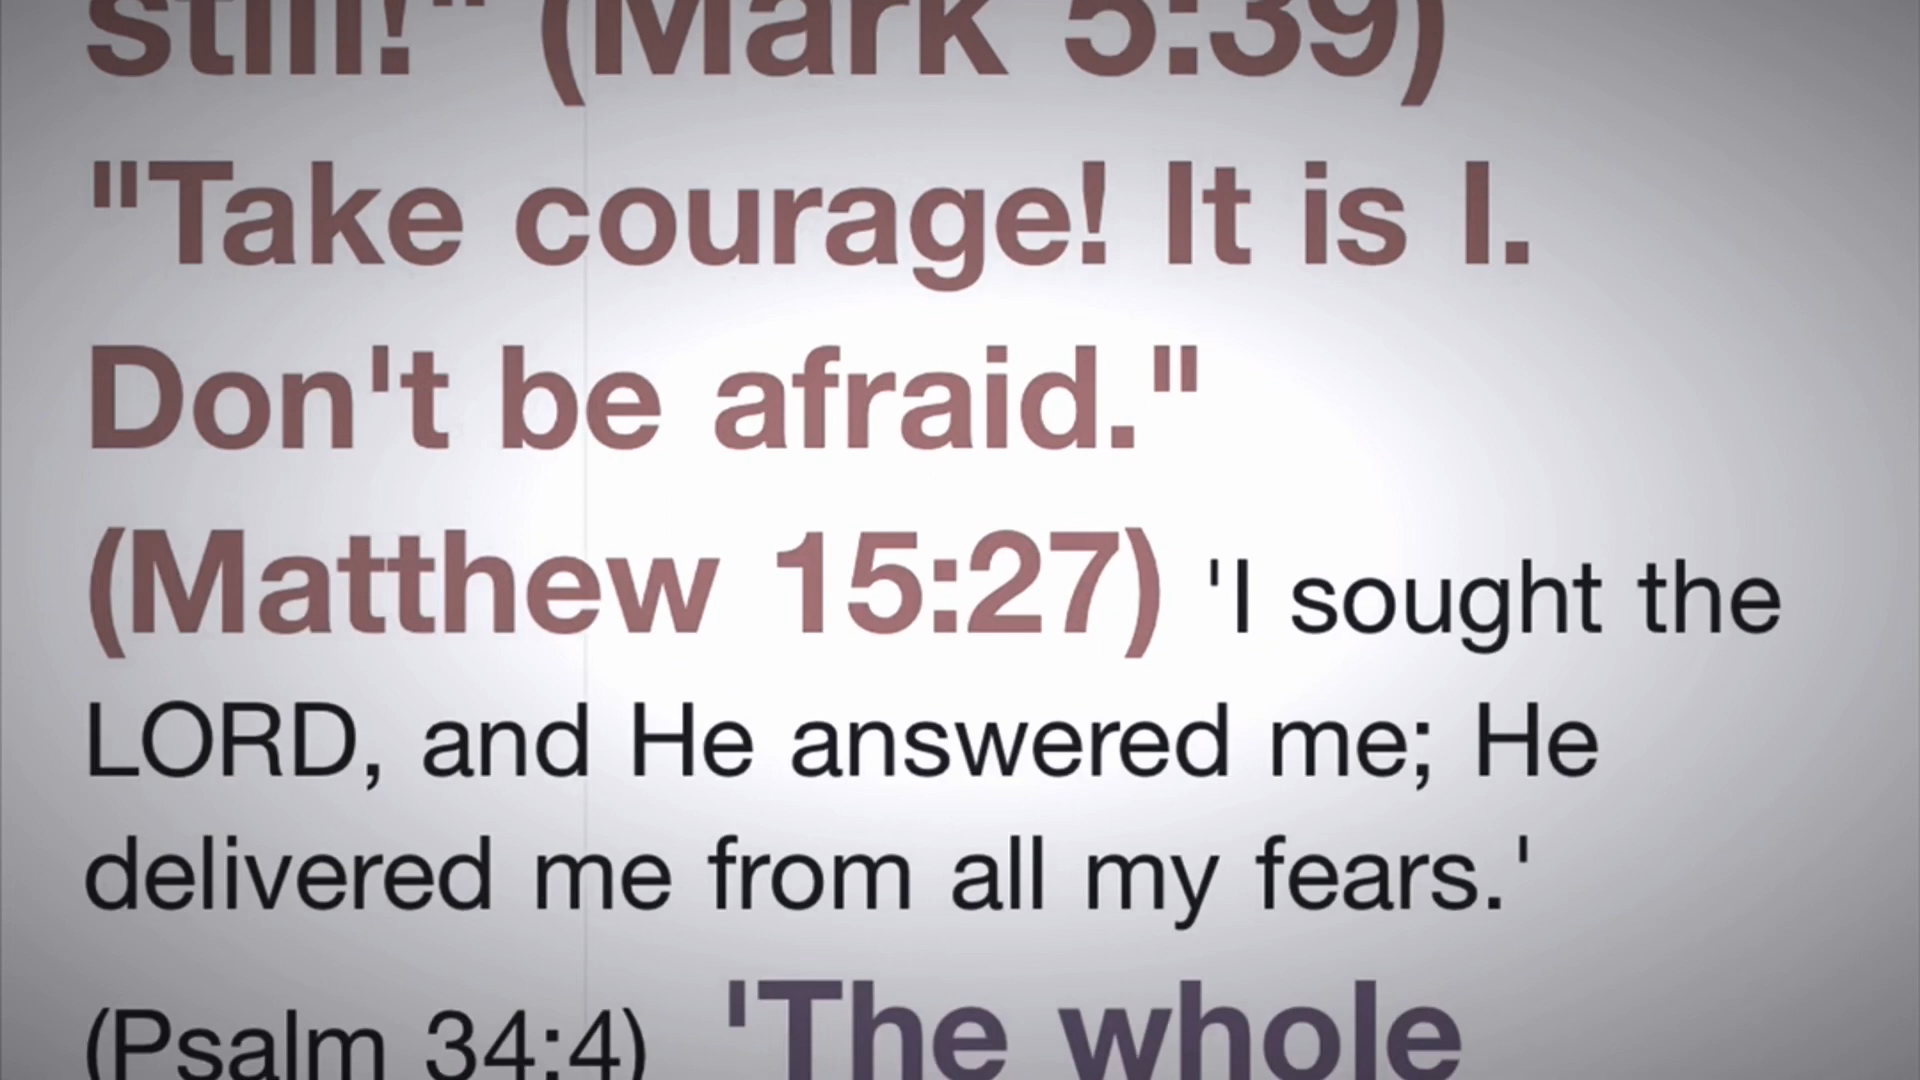 still!" (Mark 5:39)
"Take courage! It is I.
Don't be afraid."
(Matthew 15:27) 'I sought the
LORD, and He answered me; He
delivered me from all my fears.'
(Psalm 34:4) 'The whole